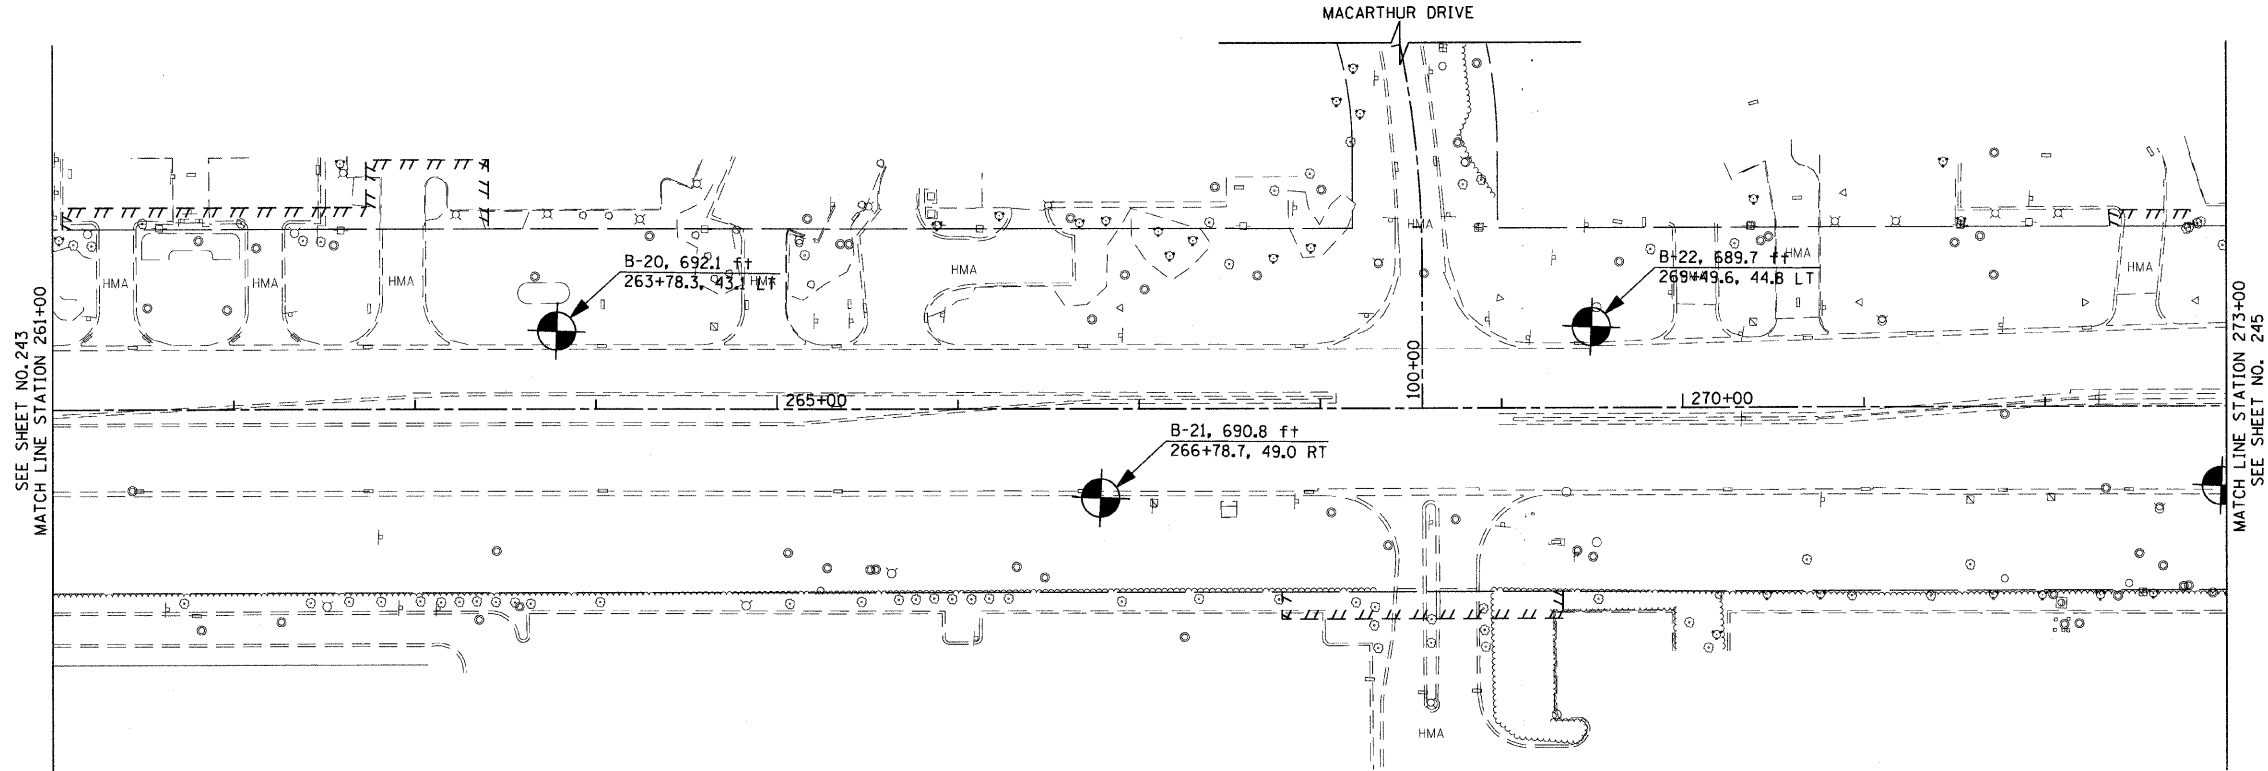 MACARTHUR DRIVE
SEE SHEET NO. 243
MATCH LINE STATION 261+00
HMA
HMA
HMA
B-20, 692.1 ft
263+78.3, 43.1 LT
HMA
HMA
HMA
B-22, 689.7 ft
269+49.6, 44.8 LT
HMA
HMA
HMA
265+00
100+00
270+00
B-21, 690.8 ft
266+78.7, 49.0 RT
HMA
MATCH LINE STATION 273+00
SEE SHEET NO. 245